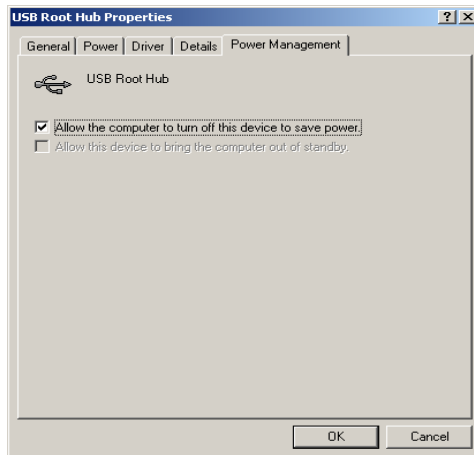 USB Root Hub Properties
General Power Driver Details Power Management
USB Root Hub
Allow the computer to turn off this device to save power.
Allow this device to bring the computer out of standby.
OK Cancel